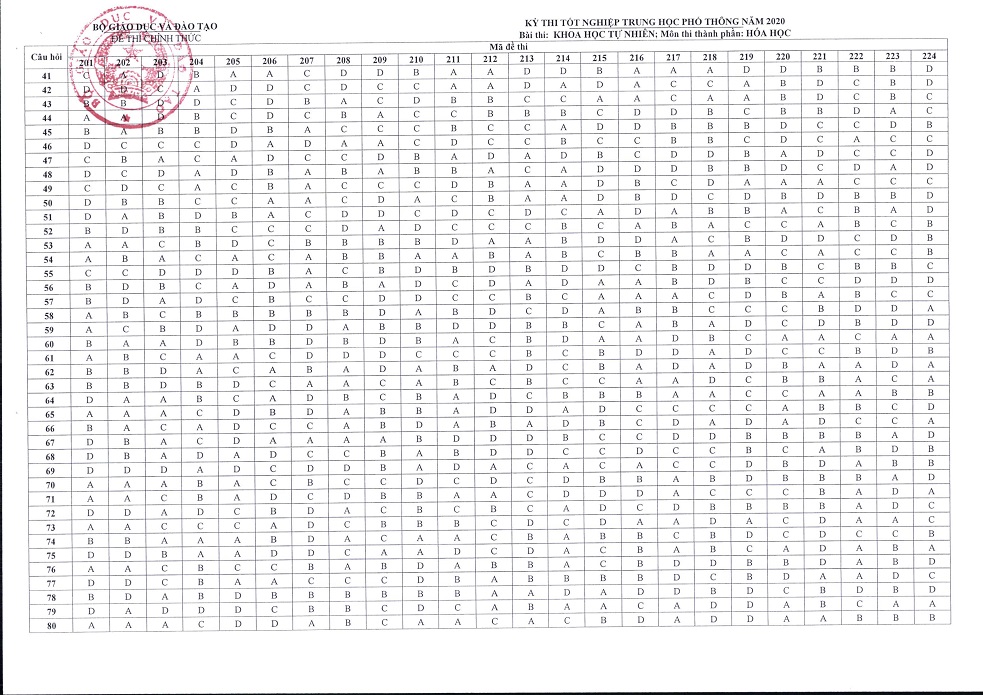 BỘ GIÁO DỤC VÀ ĐÀO TẠO
ĐỀ THI CHÍNH THỨC
KỲ THI TỐT NGHIỆP TRUNG HỌC PHỔ THÔNG NĂM 2020
Bài thi: KHOA HỌC TỰ NHIÊN; Môn thi thành phần: HÓA HỌC
Câu hỏi Mã đề thi
201 202 203 204 205 206 207 208 209 210 211 212 213 214 215 216 217 218 219 220 221 222 223 224
41 C A D B A A C D D B A A D D B A A A D D B B B D
42 D D C A D D C D C C A A D A D A C C A B D C B D
43 B B D D C D B A C D B B C C A A C A A B D C B C
44 A A D B C D C B A C C B B B C D D B C B B D A C
45 B A B B D B A C C C B C C A D D B B B D C C D B
46 D C C C D A D A A C D C C B C C B B C D C A C C
47 C B A C A D C C D B A D A D B C D D B A D C C D
48 D C D A D B A B A B B A C A D D D B B D C D A D
49 C D C A C B A C C C D B A A D B C D A A A C C C
50 D B B C C A A C D A C B A A D B D C D B D B B D
51 D A B D B A C D D C D C D C A D A B B A C B A D
52 B D B B C C C D A D C C C B C A B A C C A B C B
53 A A C B D C B B B B D A A B D D A C B D D C D B
54 A B A C A C A B B A A B A B C B B A A C A C C B
55 C C D D D B A C B D B D B D D C B D D B C B B C
56 B D B C A D A B A D C D A D A A B D B C C D D D
57 B D A D C B C C D D C C B C A A A C D B A B C C
58 A B C B B B B B D A B D C D A B B C C C B D D A
59 A C B D A D D A B B D D B B C A B A D C D B D D
60 B A A D B B D B D B A C B D A A D B C A A C A A
61 A B C A A C D D D C C C B C B D D A D C C B D B
62 B B D A C A B A D A B A D C B A D A D B A A D A
63 B B D B D C A A C A B C B C C A A D C B B A C A
64 D A A B C A D B C B A D C B B B A A C C A A B B
65 A A A C D B D A B B A D D A D C C C C A B B C D
66 B A C A D C C A B D A B A D B C D A D A D C C A
67 D B A C D A A A A B D D D B C C D D B B B B A D
68 D B A D A D C C B A B D D C C D C C B C A B D B
69 D D D A D C D D B A D A C A C A C C D B D A B B
70 A A A B A C B C C D C D C D B B A B D B B B A D
71 A A C B A D C D B B A A C D D D A C C C B A D A
72 D D A D C B D A C B C B C A D C D B B B B A D C
73 A A C C C A D C B B B C D C D A A D A C D A A C
74 B B A A A B D A C A A C B A B B C B D C D C C B
75 D D B A A D D C A A D C D A C B A B C A D A B A
76 A A C B C C B A B D A B B A C B D D B B D A B D
77 D D C B A A C C C D B A B B B B D C B D A A D C
78 B D A B D B B B B B B A A D A D D B D C B D B D
79 D A D D D C B B C D C A B A A C A D D A B C A A
80 A A A C D D A B C A A C A C B D A D D A A B B B